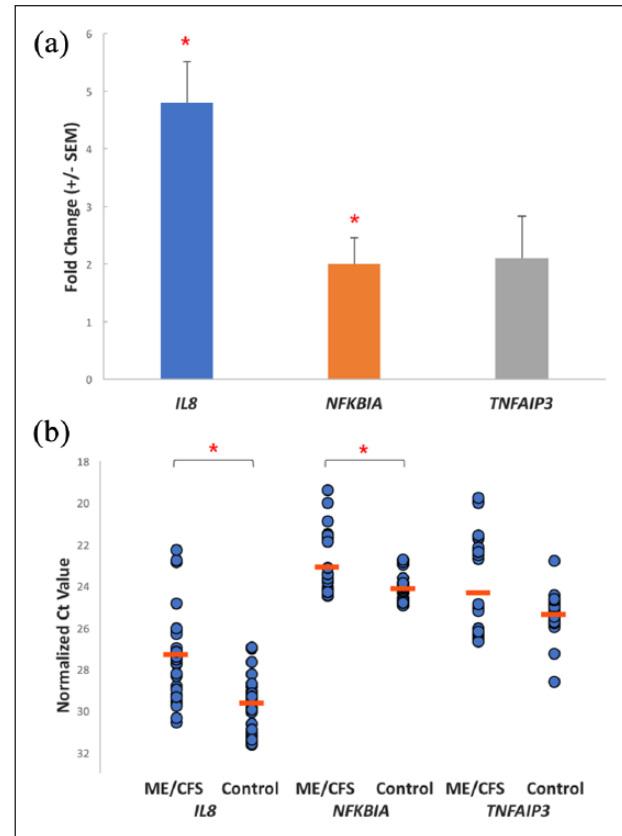 (a)
*
*
6
5
4
3
2
1
0
Fold Change (+/- SEM)
IL8 NFKBIA TNFAIP3
(b)
* *
18
20
22
24
26
28
30
32
Normalized Ct Value
ME/CFS Control ME/CFS Control ME/CFS Control
IL8 NFKBIA TNFAIP3